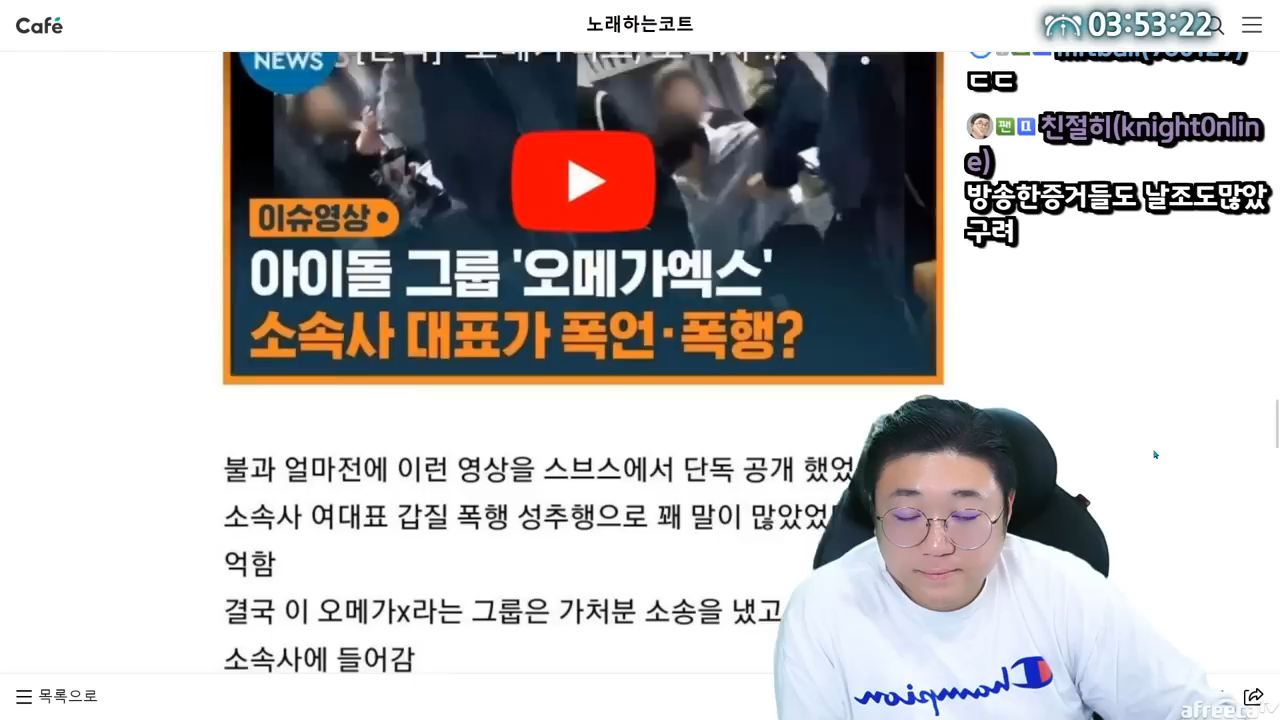 Café
노래하는코트
03:53:22
NEWS
이슈영상
아이돌 그룹 '오메가엑스'
소속사 대표가 폭언·폭행?
ㄷㄷ
팬
친절히(knight0nlin
e)
방송한증거들도 날조도많았
구려
불과 얼마전에 이런 영상을 스브스에서 단독 공개 했었
소속사 여대표 갑질 폭행 성추행으로 꽤 말이 많았었
억함
결국 이 오메가x라는 그룹은 가처분 소송을 냈고
소속사에 들어감
Champion
목록으로
afreecaTV